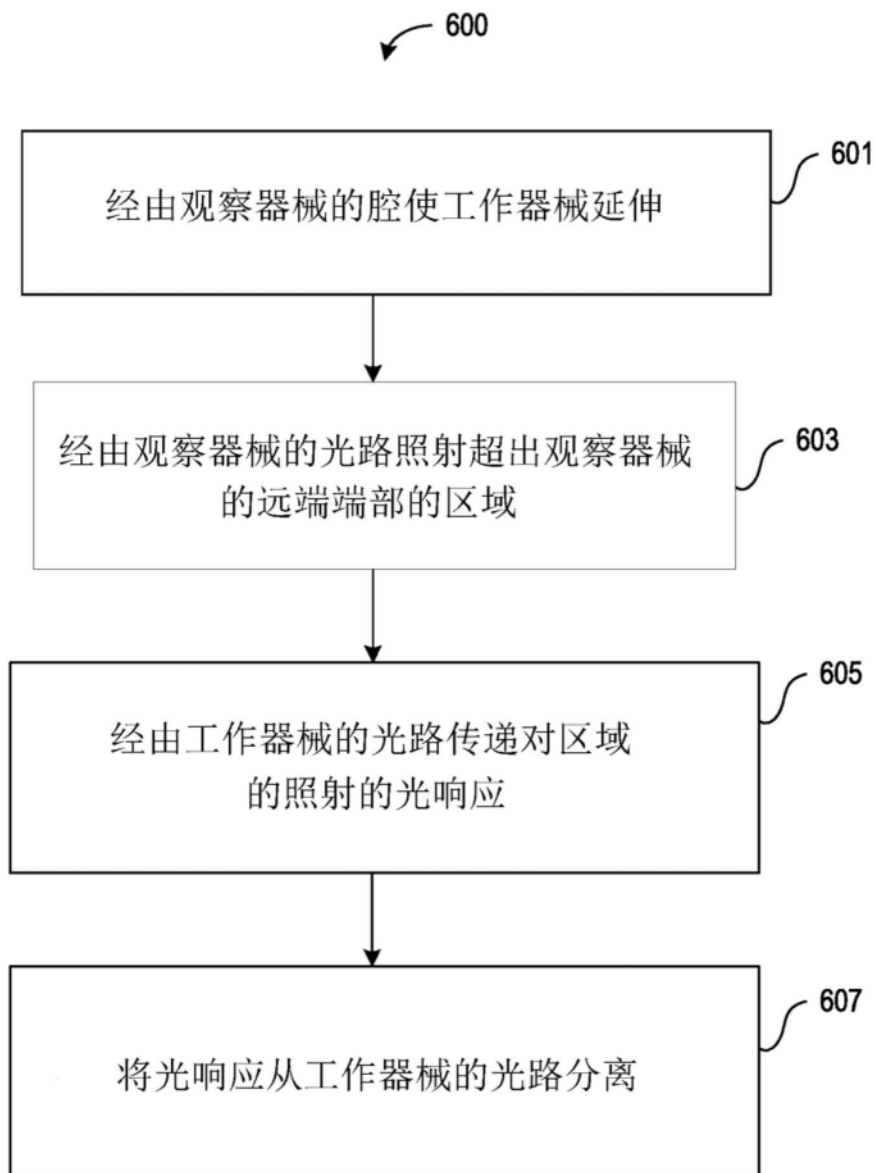 600
601
经由观察器械的腔使工作器械延伸
603
经由观察器械的光路照射超出观察器械
的远端端部的区域
605
经由工作器械的光路传递对区域
的照射的光响应
607
将光响应从工作器械的光路分离